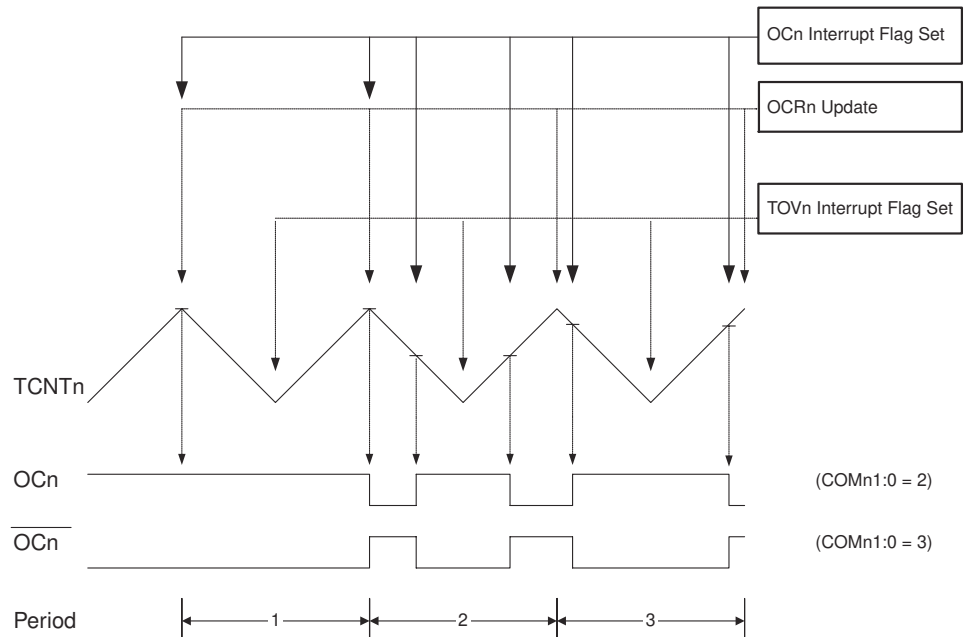 OCn Interrupt Flag Set
OCRn Update
TOVn Interrupt Flag Set
TCNTn
OCn
(COMn1:0 = 2)
OCn
(COMn1:0 = 3)
Period
1
2
3